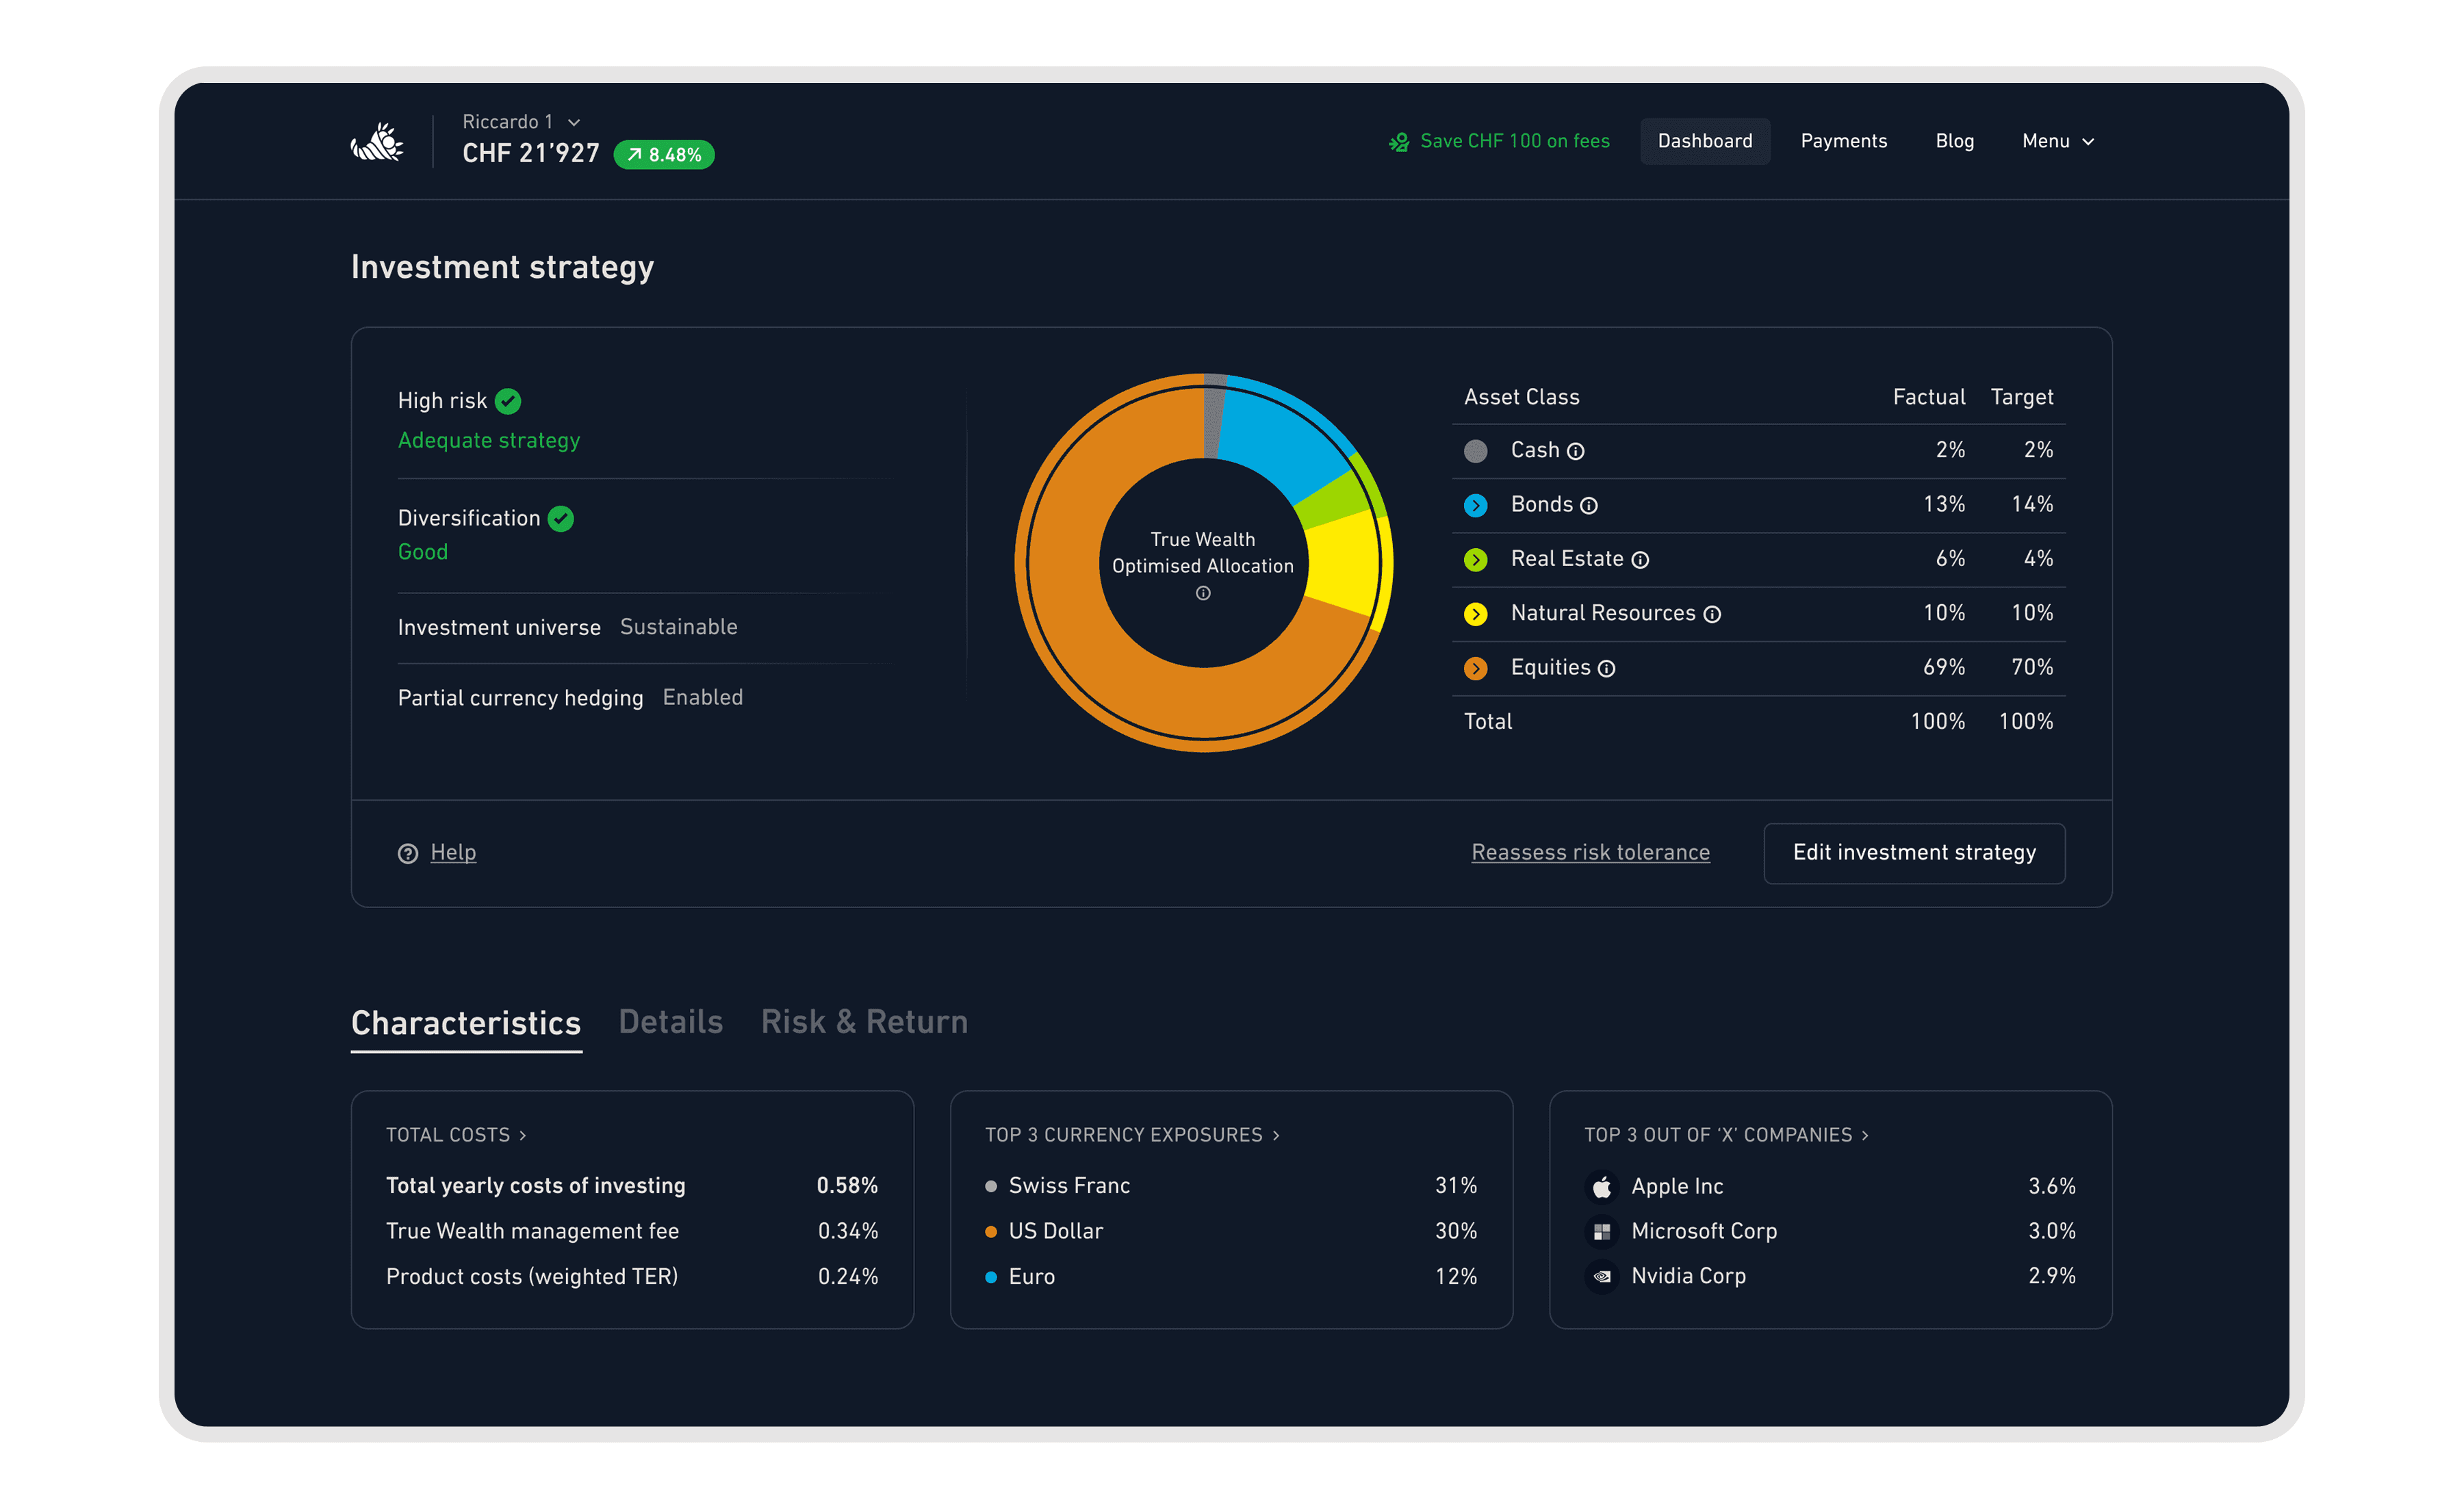 Riccardo 1
CHF 21’927 8.48%
Save CHF 100 on fees Dashboard Payments Blog Menu
Investment strategy
High risk
Adequate strategy
Diversification
Good
Investment universe Sustainable
Partial currency hedging Enabled
True Wealth
Optimised Allocation
Asset Class Factual Target
Cash 2% 2%
Bonds 13% 14%
Real Estate 6% 4%
Natural Resources 10% 10%
Equities 69% 70%
Total 100% 100%
Help
Reassess risk tolerance Edit investment strategy
Characteristics Details Risk & Return
TOTAL COSTS
Total yearly costs of investing 0.58%
True Wealth management fee 0.34%
Product costs (weighted TER) 0.24%
TOP 3 CURRENCY EXPOSURES
Swiss Franc 31%
US Dollar 30%
Euro 12%
TOP 3 OUT OF ‘X’ COMPANIES
Apple Inc 3.6%
Microsoft Corp 3.0%
Nvidia Corp 2.9%